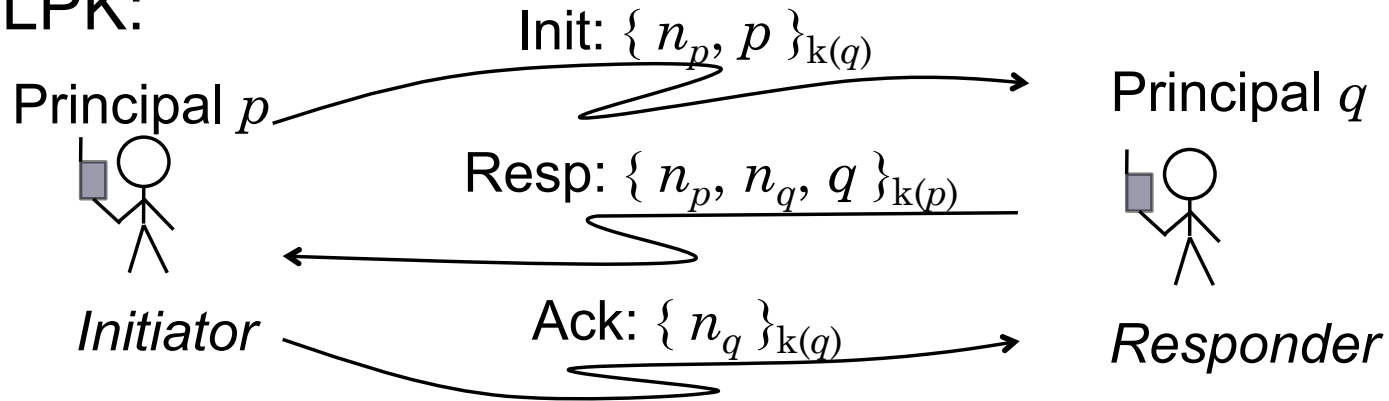 LPK:
Init: { n_p, p }_k(q)
Principal p
Principal q
Resp: { n_p, n_q, q }_k(p)
Ack: { n_q }_k(q)
Initiator
Responder